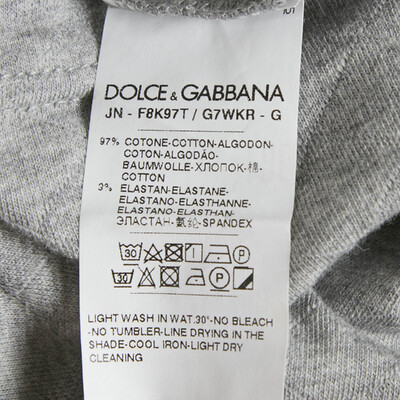 DOLCE & GABBANA
JN - F8K97T / G7WKR - G
97% COTONE-COTTON-ALGODON-
COTON-ALGODÃO-
BAUMWOLLE-ХЛОПОК-棉-
COTTON
3% ELASTAN-ELASTANE-
ELASTANO-ELASTHANNE-
ELASTANO-ELASTHAN-
ЭЛАСТАН-氨纶-SPANDEX
30 P
30 P
LIGHT WASH IN WAT.30°-NO BLEACH
-NO TUMBLER-LINE DRYING IN THE
SHADE-COOL IRON-LIGHT DRY
CLEANING